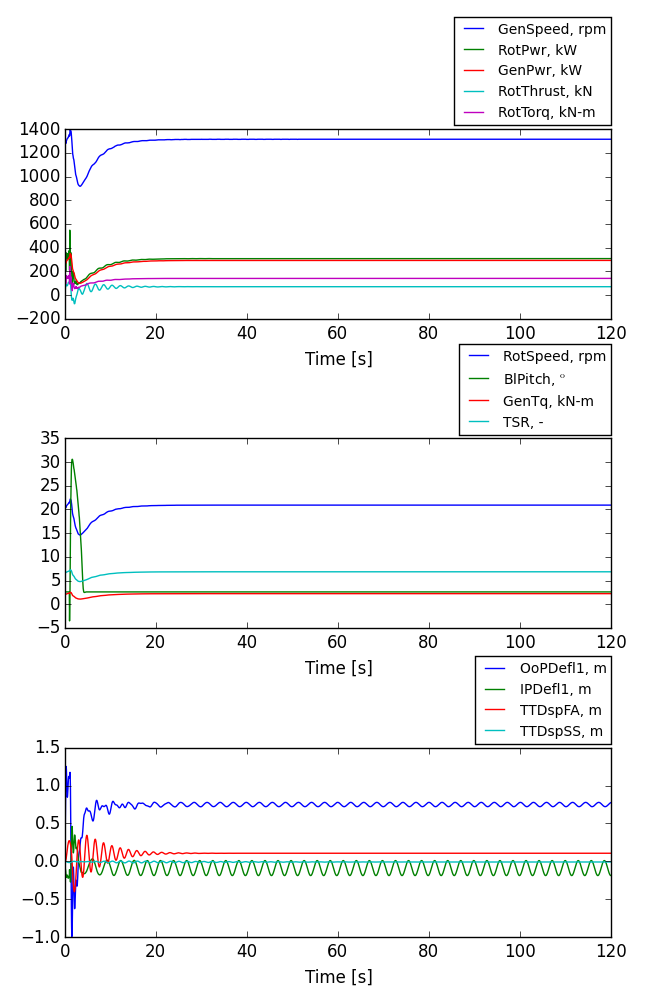 GenSpeed, rpm
RotPwr, kW
GenPwr, kW
RotThrust, kN
RotTorq, kN-m
1400
1200
1000
800
600
400
200
0
−200
0 20 40 60 80 100 120
Time [s]
RotSpeed, rpm
BlPitch, °
GenTq, kN-m
TSR, -
35
30
25
20
15
10
5
0
−5
0 20 40 60 80 100 120
Time [s]
OoPDefl1, m
IPDefl1, m
TTDspFA, m
TTDspSS, m
1.5
1.0
0.5
0.0
−0.5
−1.0
0 20 40 60 80 100 120
Time [s]